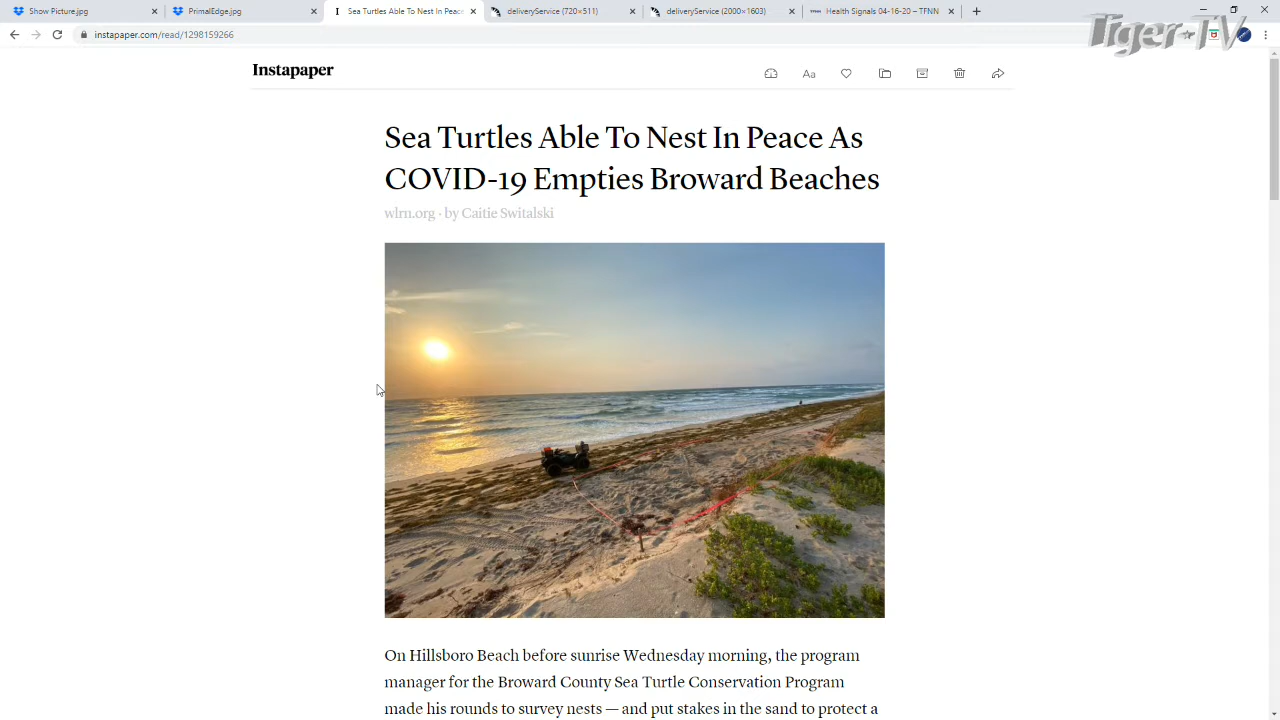 Show Picture.jpg
PrimalEdge.jpg
Sea Turtles Able To Nest In Peace
deliveryService (720×511)
deliveryService (2000×1603)
Health Signals 04-16-20 – TFNN
instapaper.com/read/1298159266
Tiger-TV
Instapaper
Aa
Sea Turtles Able To Nest In Peace As
COVID-19 Empties Broward Beaches
wlrn.org · by Caitie Switalski
On Hillsboro Beach before sunrise Wednesday morning, the program
manager for the Broward County Sea Turtle Conservation Program
made his rounds to survey nests — and put stakes in the sand to protect a